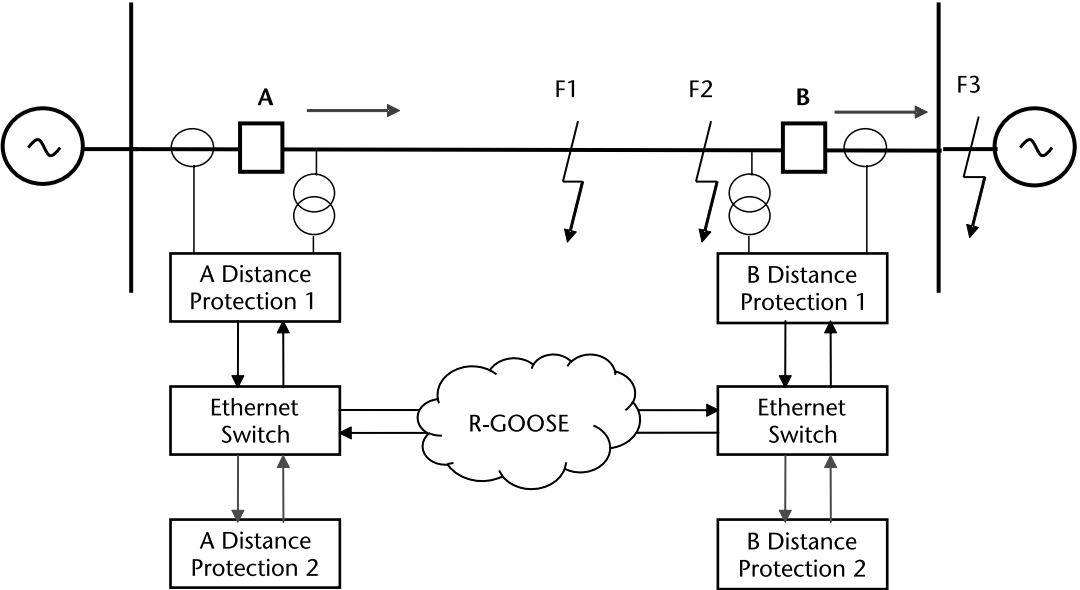 A
F1
F2
B
F3
A Distance
Protection 1
B Distance
Protection 1
Ethernet
Switch
R-GOOSE
Ethernet
Switch
A Distance
Protection 2
B Distance
Protection 2